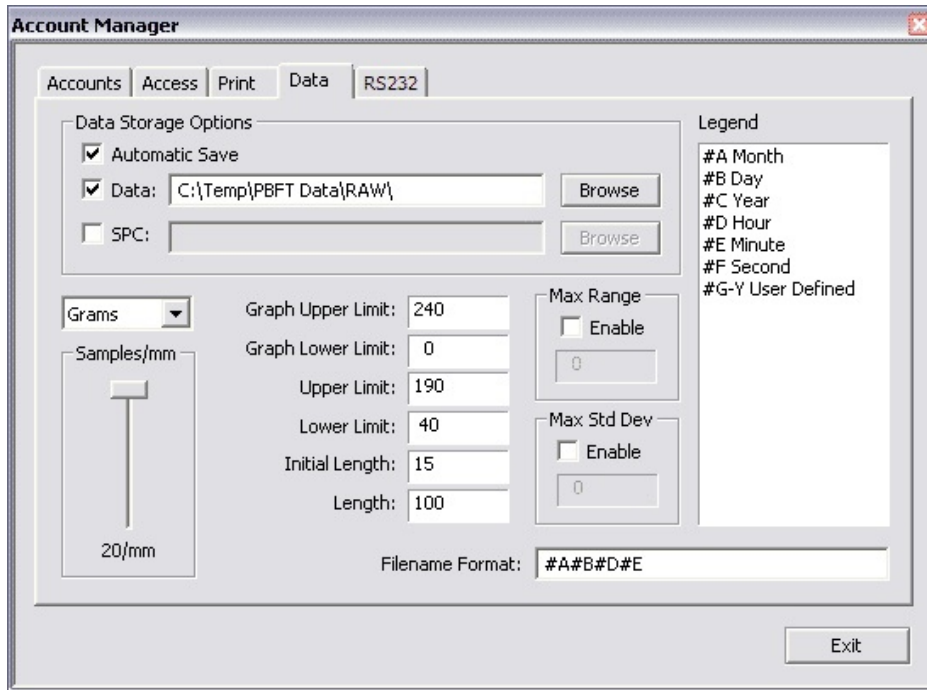 Account Manager
Accounts Access Print Data RS232
Data Storage Options
Automatic Save
Data: C:\Temp\PBFT Data\RAW\ Browse
SPC: Browse
Legend
#A Month
#B Day
#C Year
#D Hour
#E Minute
#F Second
#G-Y User Defined
Grams
Samples/mm
20/mm
Graph Upper Limit: 240
Graph Lower Limit: 0
Upper Limit: 190
Lower Limit: 40
Initial Length: 15
Length: 100
Max Range
Enable
0
Max Std Dev
Enable
0
Filename Format: #A#B#D#E
Exit